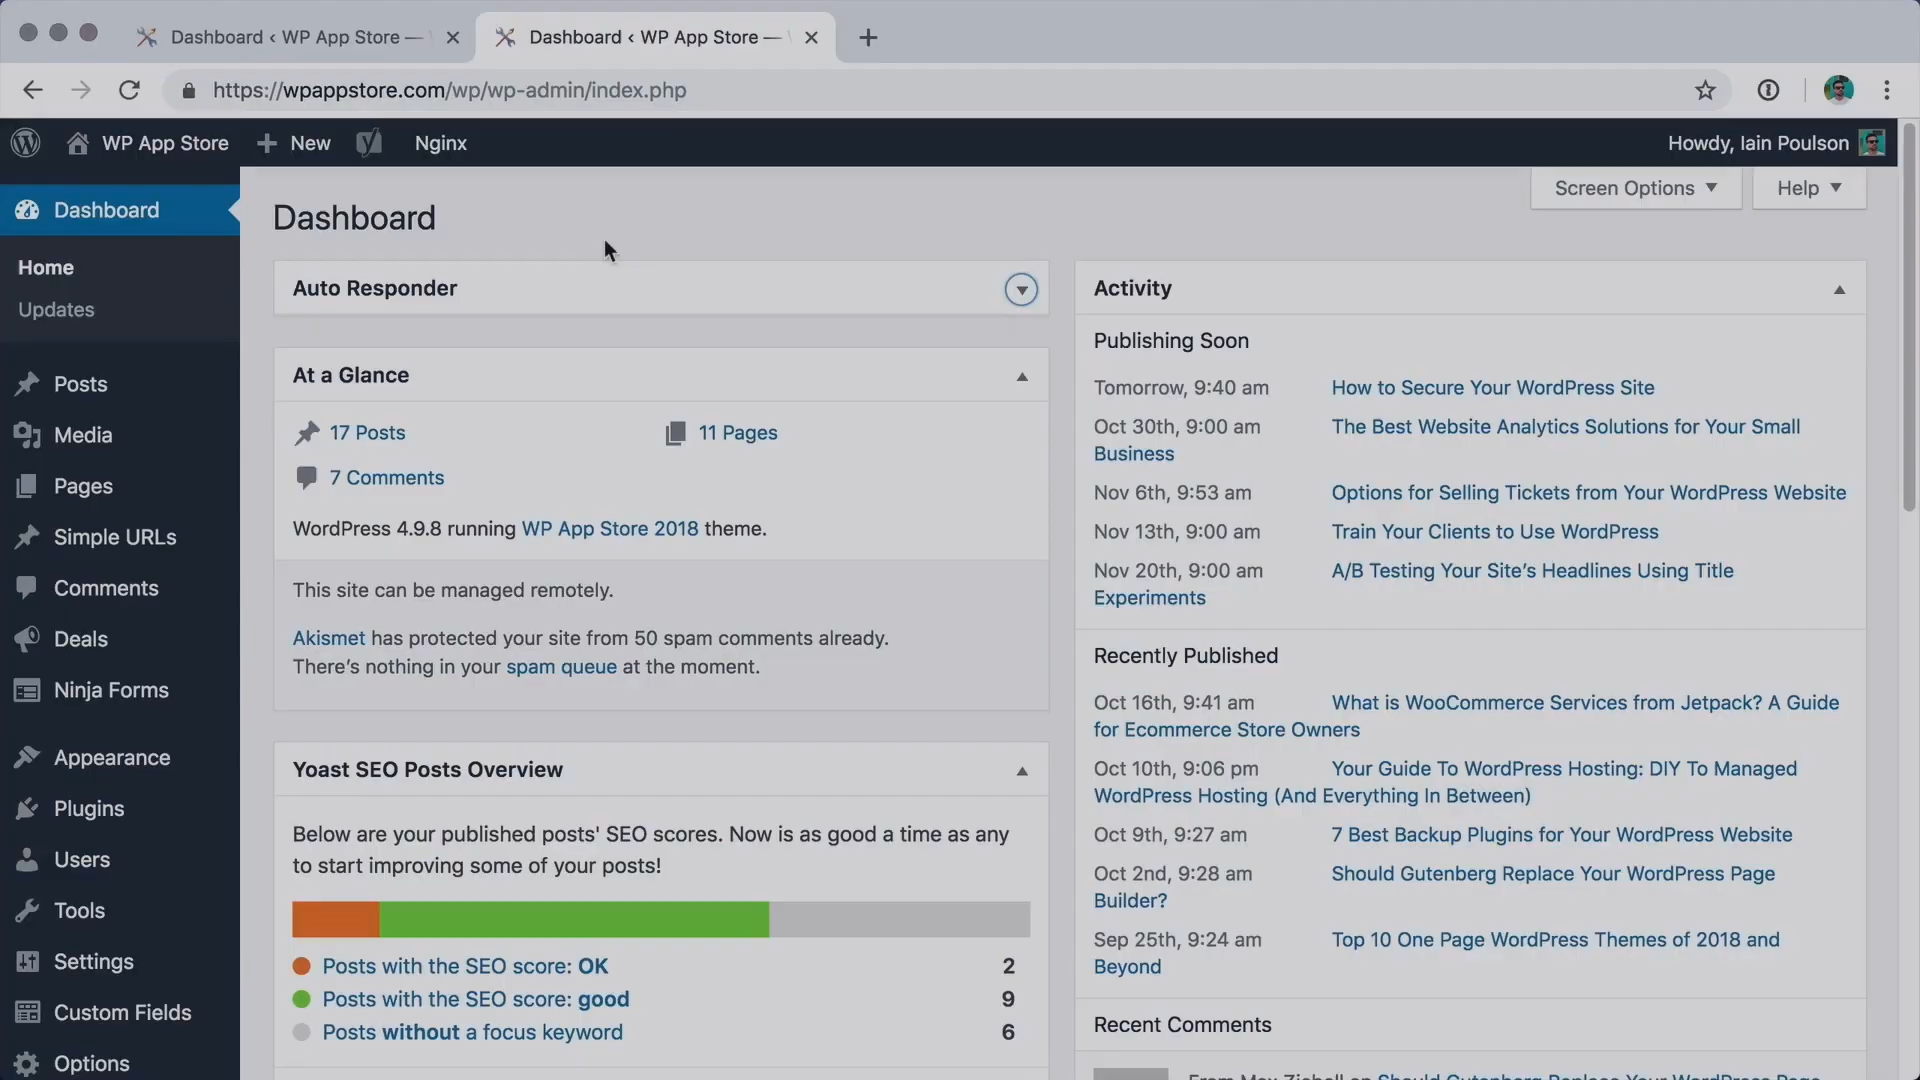 Dashboard ‹ WP App Store —
Dashboard ‹ WP App Store —
https://wpappstore.com/wp/wp-admin/index.php
WP App Store
New
Nginx
Howdy, Iain Poulson
Dashboard
Home
Updates
Posts
Media
Pages
Simple URLs
Comments
Deals
Ninja Forms
Appearance
Plugins
Users
Tools
Settings
Custom Fields
Options
Screen Options
Help
Dashboard
Auto Responder
At a Glance
17 Posts
11 Pages
7 Comments
WordPress 4.9.8 running WP App Store 2018 theme.
This site can be managed remotely.
Akismet has protected your site from 50 spam comments already.
There’s nothing in your spam queue at the moment.
Yoast SEO Posts Overview
Below are your published posts' SEO scores. Now is as good a time as any
to start improving some of your posts!
Posts with the SEO score: OK 2
Posts with the SEO score: good 9
Posts without a focus keyword 6
Activity
Publishing Soon
Tomorrow, 9:40 am How to Secure Your WordPress Site
Oct 30th, 9:00 am The Best Website Analytics Solutions for Your Small
Business
Nov 6th, 9:53 am Options for Selling Tickets from Your WordPress Website
Nov 13th, 9:00 am Train Your Clients to Use WordPress
Nov 20th, 9:00 am A/B Testing Your Site’s Headlines Using Title
Experiments
Recently Published
Oct 16th, 9:41 am What is WooCommerce Services from Jetpack? A Guide
for Ecommerce Store Owners
Oct 10th, 9:06 pm Your Guide To WordPress Hosting: DIY To Managed
WordPress Hosting (And Everything In Between)
Oct 9th, 9:27 am 7 Best Backup Plugins for Your WordPress Website
Oct 2nd, 9:28 am Should Gutenberg Replace Your WordPress Page
Builder?
Sep 25th, 9:24 am Top 10 One Page WordPress Themes of 2018 and
Beyond
Recent Comments
on Should Gutenberg Replace Your WordPress Page